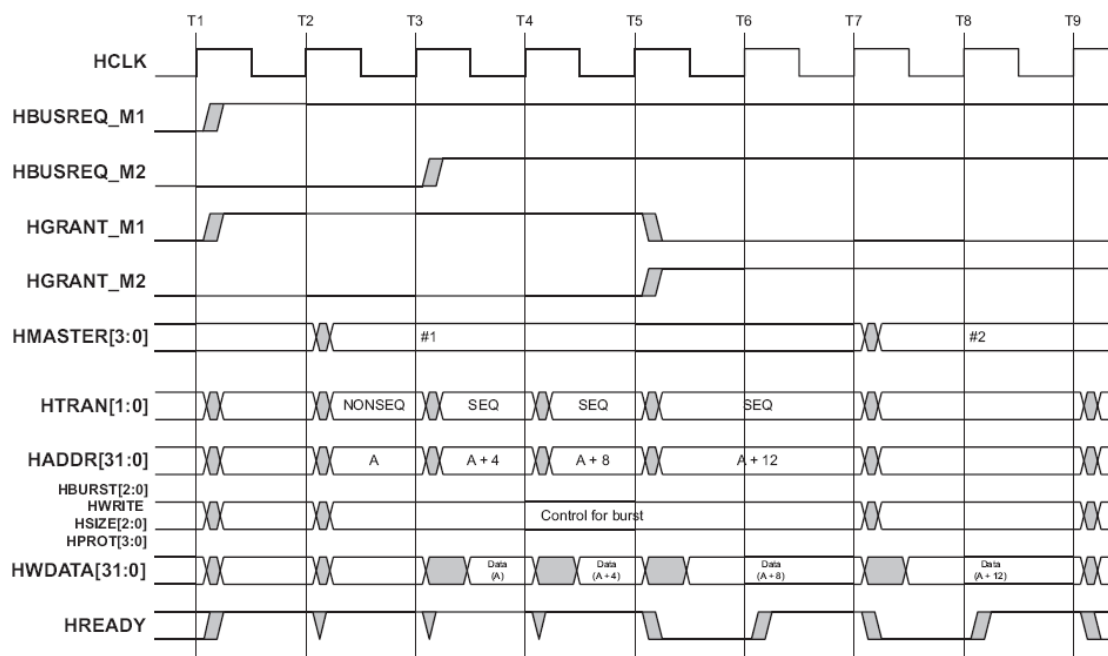 T1 T2 T3 T4 T5 T6 T7 T8 T9
HCLK
HBUSREQ_M1
HBUSREQ_M2
HGRANT_M1
HGRANT_M2
HMASTER[3:0] #1 #2
HTRAN[1:0] NONSEQ SEQ SEQ SEQ
HADDR[31:0] A A + 4 A + 8 A + 12
HBURST[2:0]
HWRITE
HSIZE[2:0]
HPROT[3:0]
Control for burst
HWDATA[31:0] Data (A) Data (A + 4) Data (A + 8) Data (A + 12)
HREADY